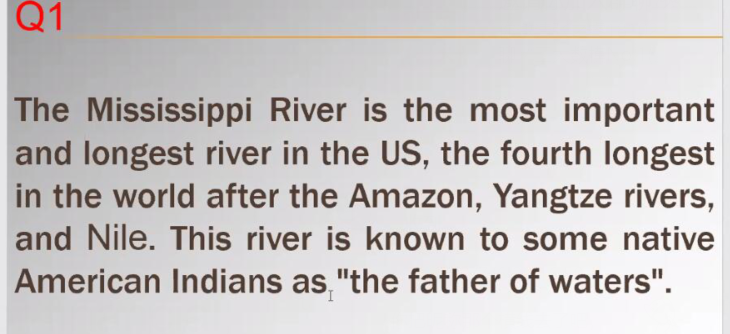 Q1
The Mississippi River is the most important
and longest river in the US, the fourth longest
in the world after the Amazon, Yangtze rivers,
and Nile. This river is known to some native
American Indians as "the father of waters".